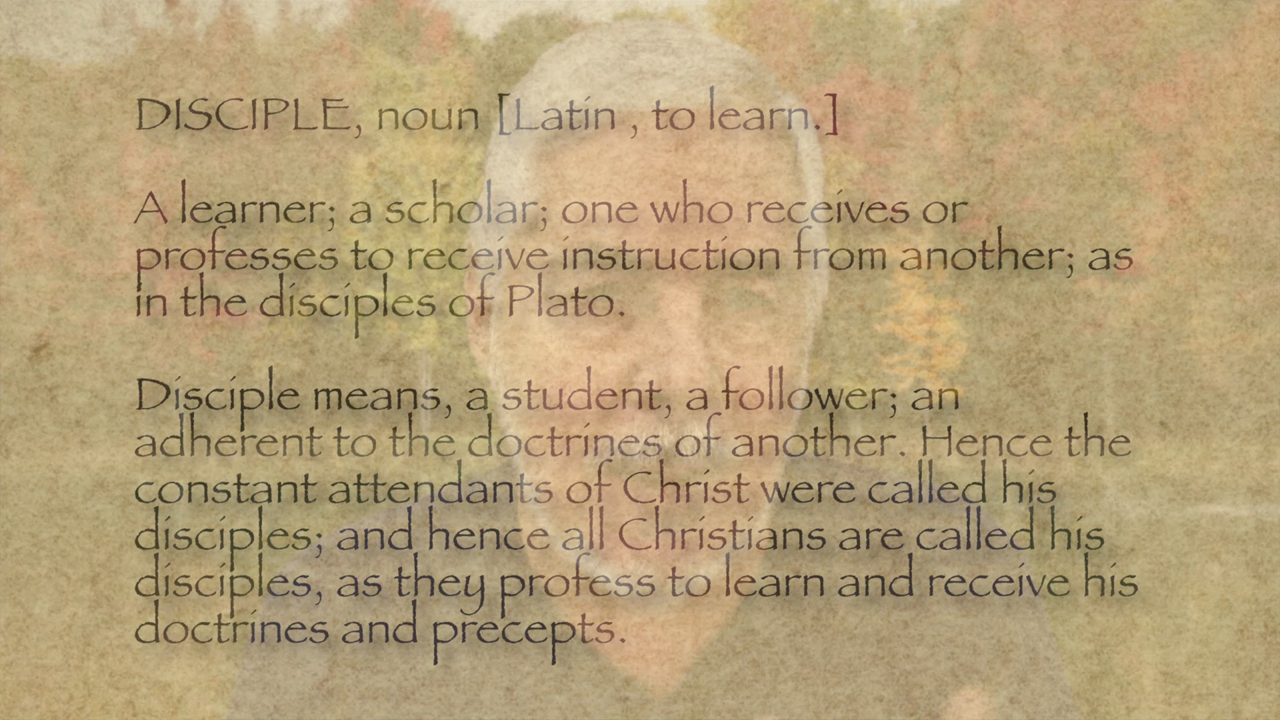 DISCIPLE, noun [Latin , to learn.]
A learner; a scholar; one who receives or
professes to receive instruction from another; as
in the disciples of Plato.
Disciple means, a student, a follower; an
adherent to the doctrines of another. Hence the
constant attendants of Christ were called his
disciples; and hence all Christians are called his
disciples, as they profess to learn and receive his
doctrines and precepts.